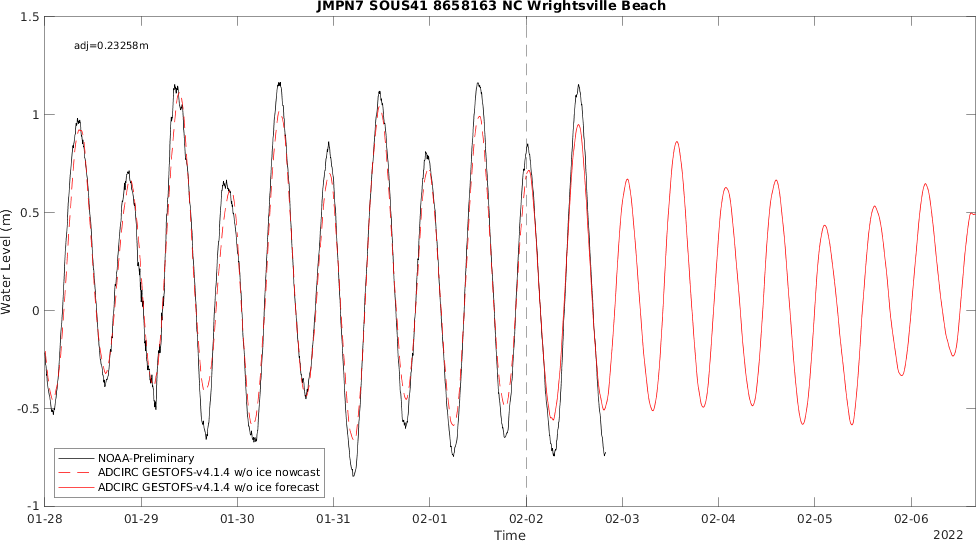 JMPN7 SOUS41 8658163 NC Wrightsville Beach
adj=0.23258m
1.5
1
0.5
0
-0.5
-1
Water Level (m)
NOAA-Preliminary
ADCIRC GESTOFS-v4.1.4 w/o ice nowcast
ADCIRC GESTOFS-v4.1.4 w/o ice forecast
01-28 01-29 01-30 01-31 02-01 02-02 02-03 02-04 02-05 02-06
Time
2022